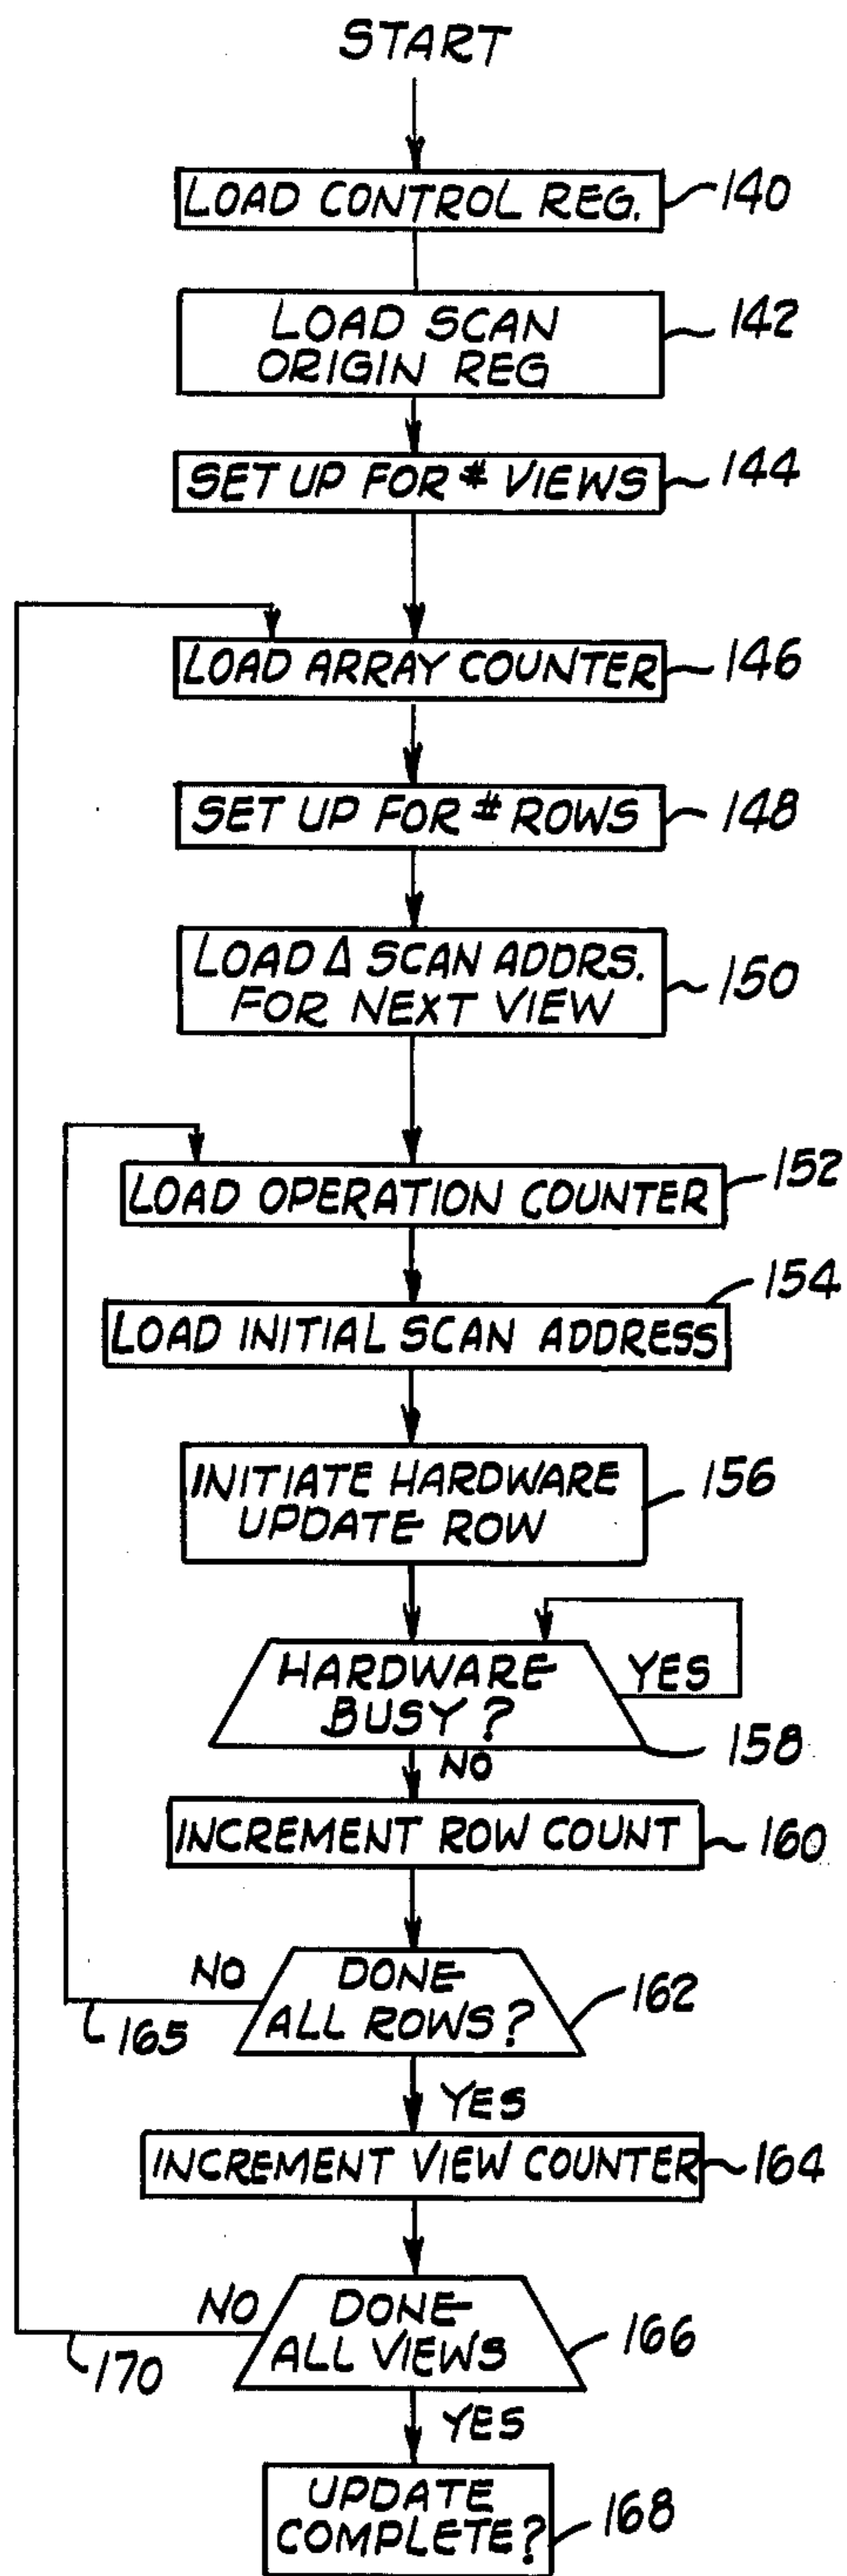 START
LOAD CONTROL REG.
140
LOAD SCAN
ORIGIN REG
142
SET UP FOR # VIEWS
144
LOAD ARRAY COUNTER
146
SET UP FOR # ROWS
148
LOAD Δ SCAN ADDRS.
FOR NEXT VIEW
150
LOAD OPERATION COUNTER
152
LOAD INITIAL SCAN ADDRESS
154
INITIATE HARDWARE
UPDATE ROW
156
HARDWARE
BUSY?
YES
158
NO
INCREMENT ROW COUNT
160
NO
DONE
ALL ROWS?
162
165
YES
INCREMENT VIEW COUNTER
164
NO
DONE
ALL VIEWS
166
170
YES
UPDATE
COMPLETE?
168